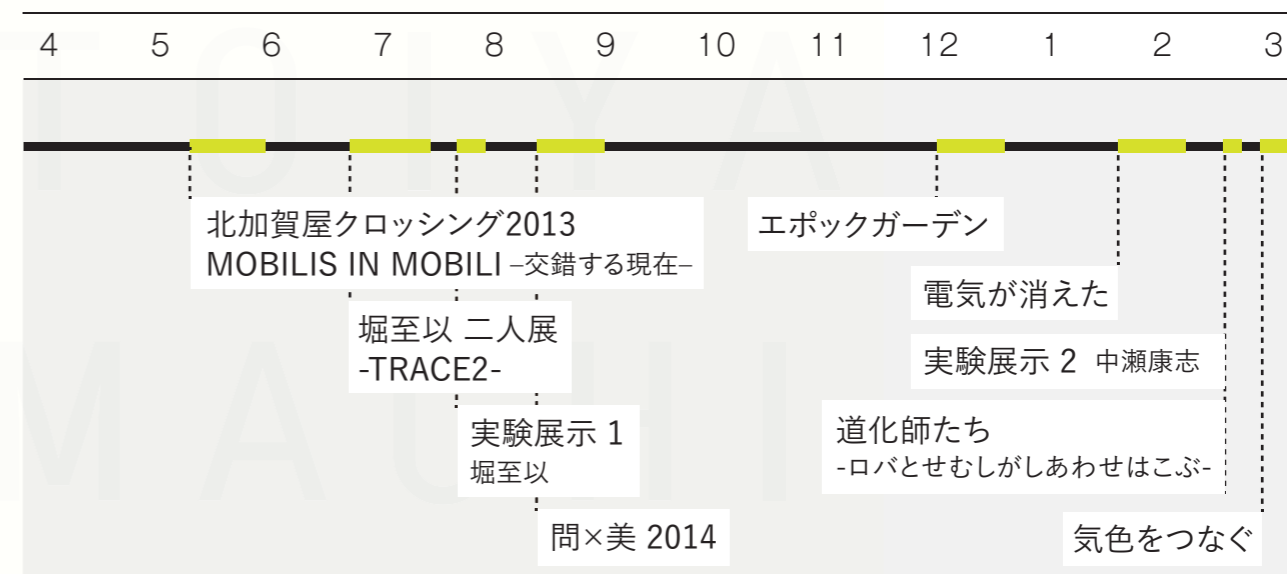 4 5 6 7 8 9 10 11 12 1 2 3
TOIYA
MACHI
北加賀屋クロッシング2013
MOBILIS IN MOBILI –交錯する現在–
堀至以 二人展
-TRACE2-
実験展示 1
堀至以
問×美 2014
エポックガーデン
電気が消えた
実験展示 2 中瀬康志
道化師たち
-ロバとせむしがしあわせはこぶ-
気色をつなぐ